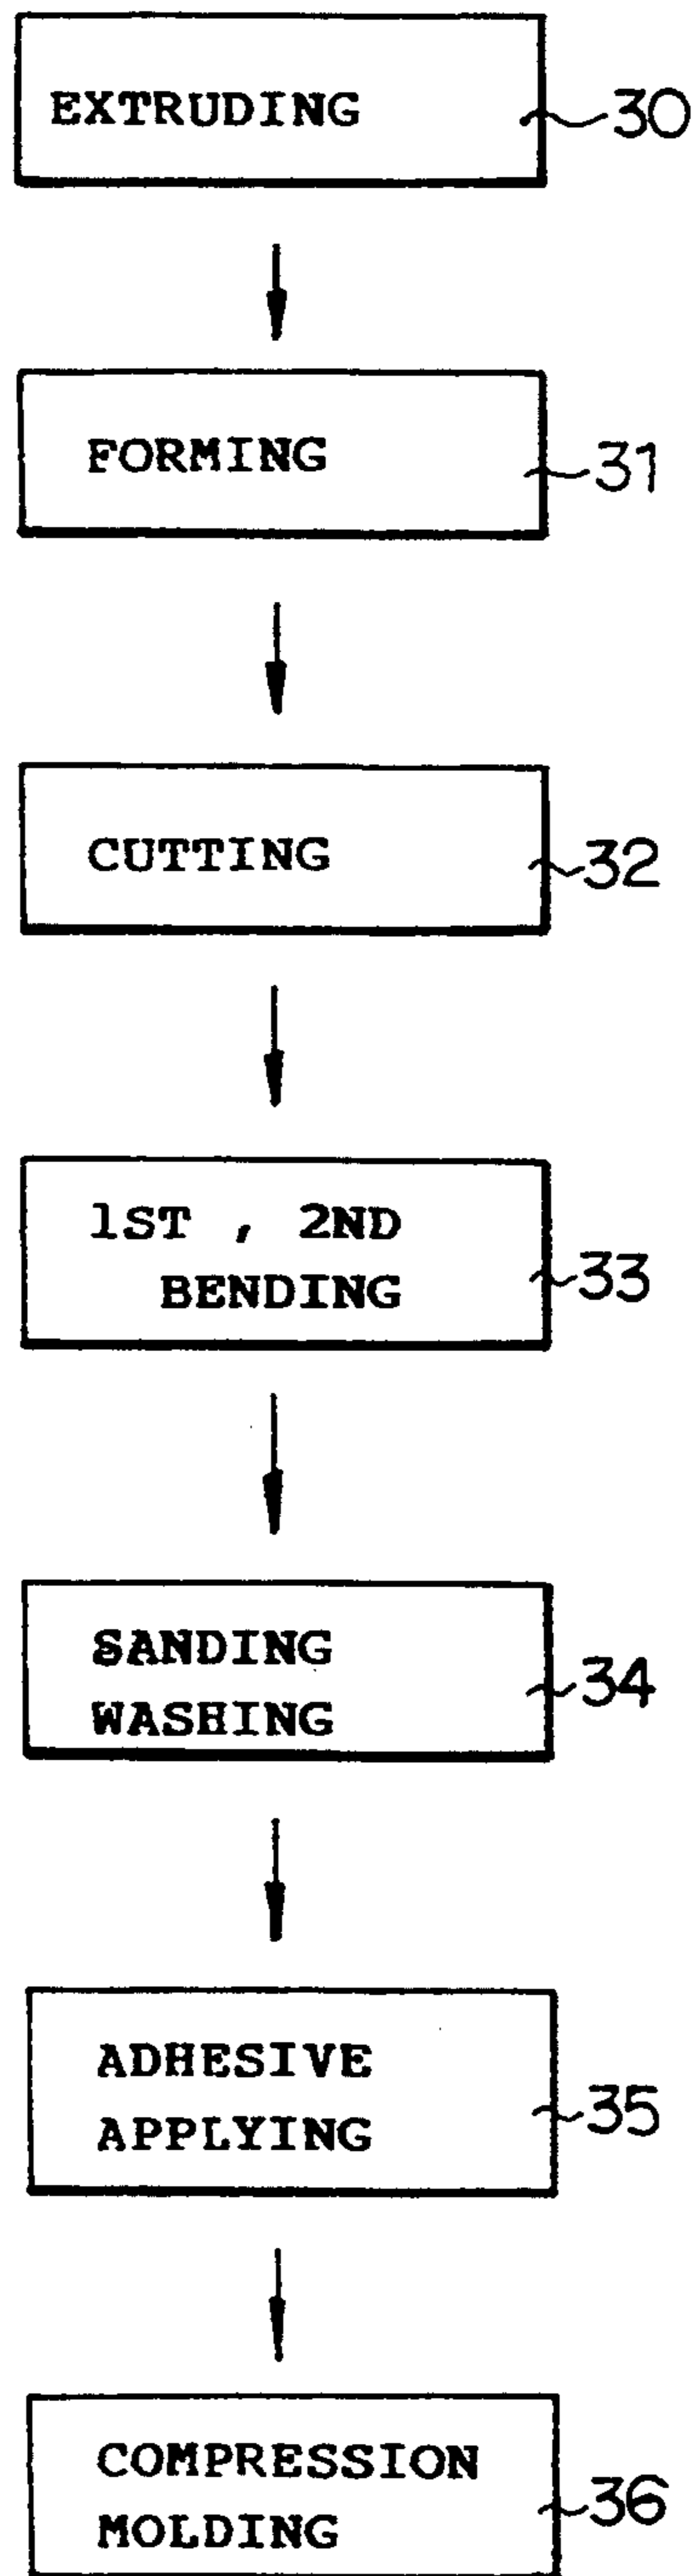 EXTRUDING
30
FORMING
31
CUTTING
32
1ST , 2ND
BENDING
33
SANDING
WASHING
34
ADHESIVE
APPLYING
35
COMPRESSION
MOLDING
36